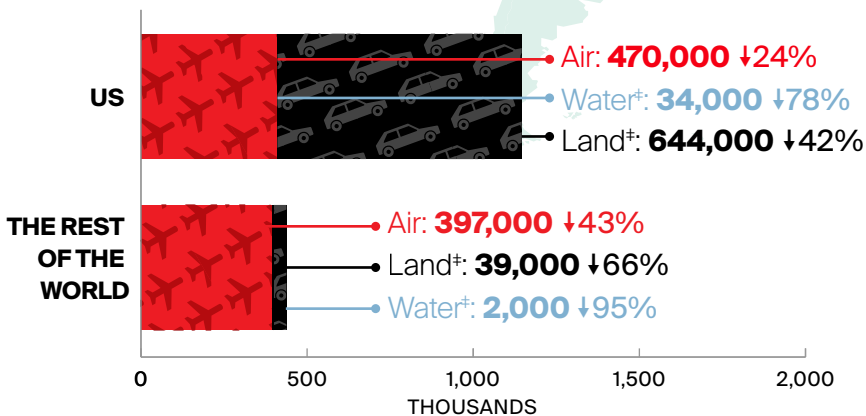 US
Air: 470,000 ↓24%
Water‡: 34,000 ↓78%
Land‡: 644,000 ↓42%
THE REST
OF THE
WORLD
Air: 397,000 ↓43%
Land‡: 39,000 ↓66%
Water‡: 2,000 ↓95%
0 500 1,000 1,500 2,000
THOUSANDS